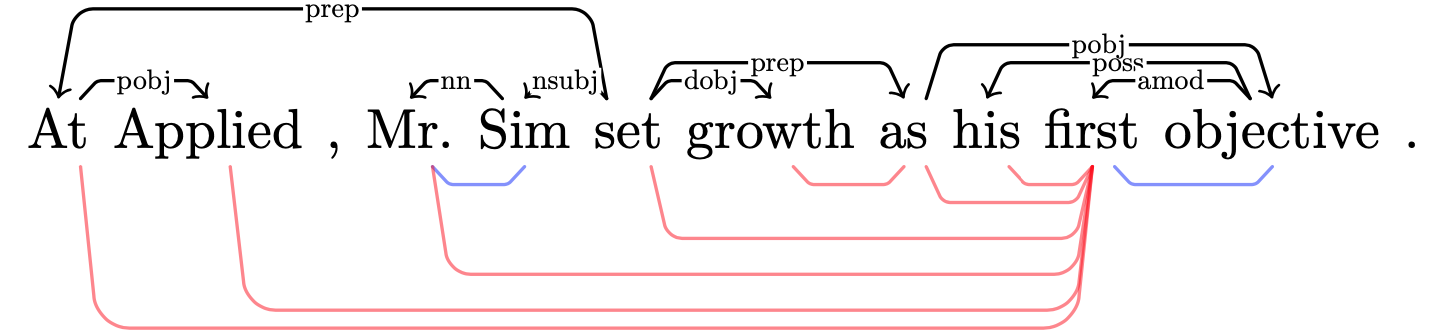 prep
pobj
pobj nn nsubj dobj prep poss amod
At Applied , Mr. Sim set growth as his first objective .